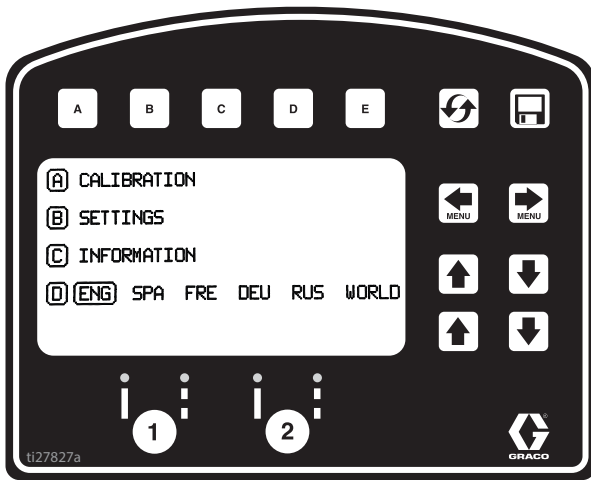 A B C D E
A CALIBRATION
B SETTINGS
C INFORMATION
D ENG SPA FRE DEU RUS WORLD
MENU MENU
1 2
ti27827a
GRACO